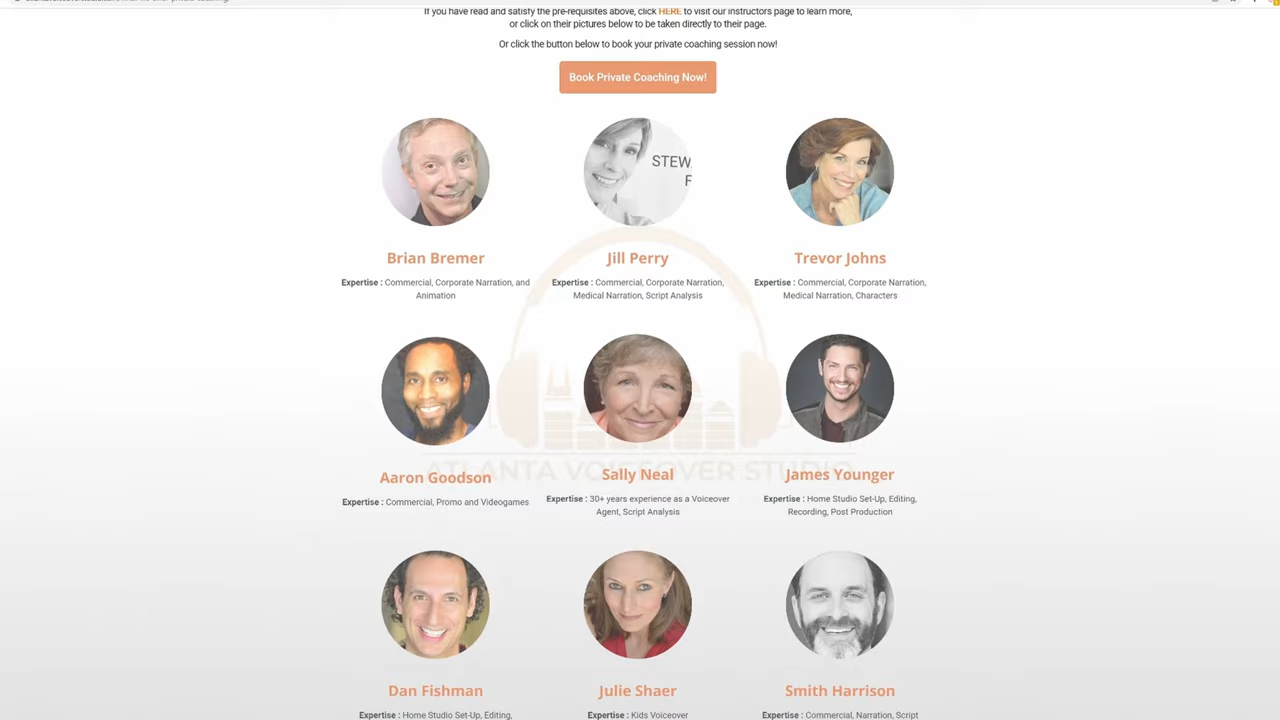 If you have read and satisfy the pre-requisites above, click HERE to visit our instructors page to learn more,
or click on their pictures below to be taken directly to their page.
Or click the button below to book your private coaching session now!
Book Private Coaching Now!
STEW
F
Brian Bremer
Jill Perry
Trevor Johns
Expertise : Commercial, Corporate Narration, and
Animation
Expertise : Commercial, Corporate Narration,
Medical Narration, Script Analysis
Expertise : Commercial, Corporate Narration,
Medical Narration, Characters
ATLANTA VOICEOVER STUDIO
Aaron Goodson
Sally Neal
James Younger
Expertise : Commercial, Promo and Videogames
Expertise : 30+ years experience as a Voiceover
Agent, Script Analysis
Expertise : Home Studio Set-Up, Editing,
Recording, Post Production
Dan Fishman
Julie Shaer
Smith Harrison
Expertise : Home Studio Set-Up, Editing,
Expertise : Kids Voiceover
Expertise : Commercial, Narration, Script